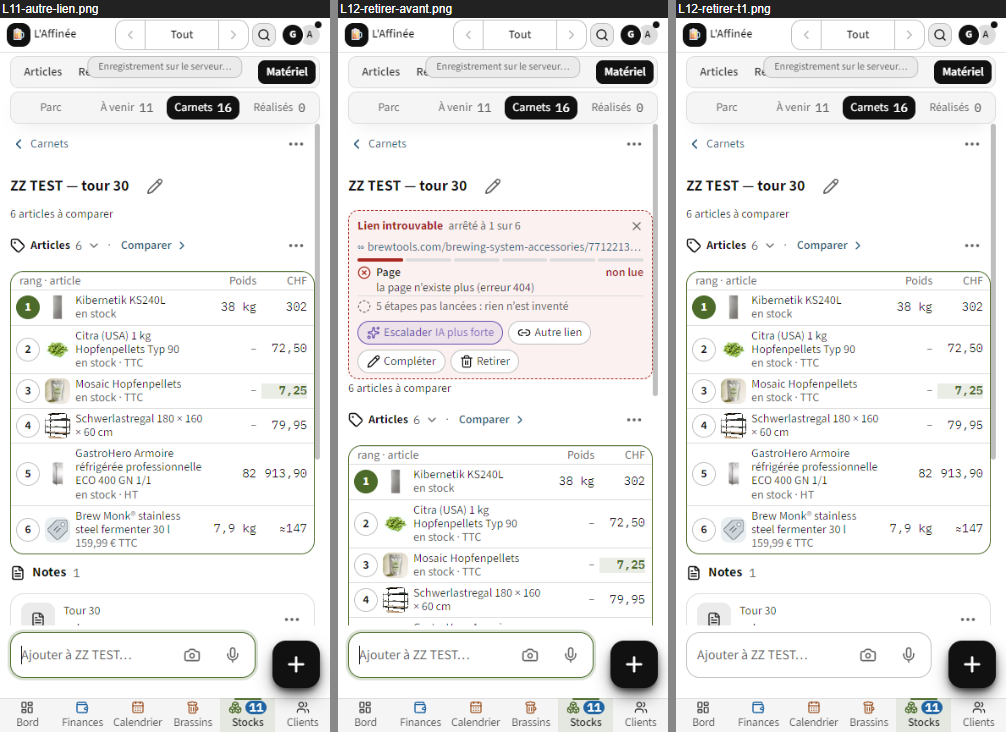 L11-autre-lien.png
L'Affinée
Tout
G A
Articles
Enregistrement sur le serveur...
Matériel
Parc
À venir 11
Carnets 16
Réalisés 0
Carnets
ZZ TEST — tour 30
6 articles à comparer
Articles 6 · Comparer
rang · article Poids CHF
1 Kibernetik KS240L 38 kg 302
en stock
2 Citra (USA) 1 kg – 72,50
Hopfenpellets Typ 90
en stock · TTC
3 Mosaic Hopfenpellets – 7,25
en stock · TTC
4 Schwerlastregal 180 × 160 – 79,95
× 60 cm
5 GastroHero Armoire 82 913,90
réfrigérée professionnelle
ECO 400 GN 1/1
en stock · HT
6 Brew Monk® stainless 7,9 kg ≈147
steel fermenter 30 l
159,99 € TTC
Notes 1
Tour 30
Ajouter à ZZ TEST...
+
Bord
Finances
Calendrier
Brassins
11
Stocks
Clients
L12-retirer-avant.png
L'Affinée
Tout
G A
Articles
Enregistrement sur le serveur...
Matériel
Parc
À venir 11
Carnets 16
Réalisés 0
Carnets
ZZ TEST — tour 30
Lien introuvable arrêté à 1 sur 6
brewtools.com/brewing-system-accessories/7712213...
Page non lue
la page n'existe plus (erreur 404)
5 étapes pas lancées : rien n'est inventé
Escalader IA plus forte
Autre lien
Compléter
Retirer
6 articles à comparer
Articles 6 · Comparer
rang · article Poids CHF
1 Kibernetik KS240L 38 kg 302
en stock
2 Citra (USA) 1 kg – 72,50
Hopfenpellets Typ 90
en stock · TTC
3 Mosaic Hopfenpellets – 7,25
en stock · TTC
4 Schwerlastregal 180 × 160 – 79,95
× 60 cm
Ajouter à ZZ TEST...
+
Bord
Finances
Calendrier
Brassins
11
Stocks
Clients
L12-retirer-t1.png
L'Affinée
Tout
G A
Articles
Enregistrement sur le serveur...
Matériel
Parc
À venir 11
Carnets 16
Réalisés 0
Carnets
ZZ TEST — tour 30
6 articles à comparer
Articles 6 · Comparer
rang · article Poids CHF
1 Kibernetik KS240L 38 kg 302
en stock
2 Citra (USA) 1 kg – 72,50
Hopfenpellets Typ 90
en stock · TTC
3 Mosaic Hopfenpellets – 7,25
en stock · TTC
4 Schwerlastregal 180 × 160 – 79,95
× 60 cm
5 GastroHero Armoire 82 913,90
réfrigérée professionnelle
ECO 400 GN 1/1
en stock · HT
6 Brew Monk® stainless 7,9 kg ≈147
steel fermenter 30 l
159,99 € TTC
Notes 1
Tour 30
Ajouter à ZZ TEST...
+
Bord
Finances
Calendrier
Brassins
11
Stocks
Clients